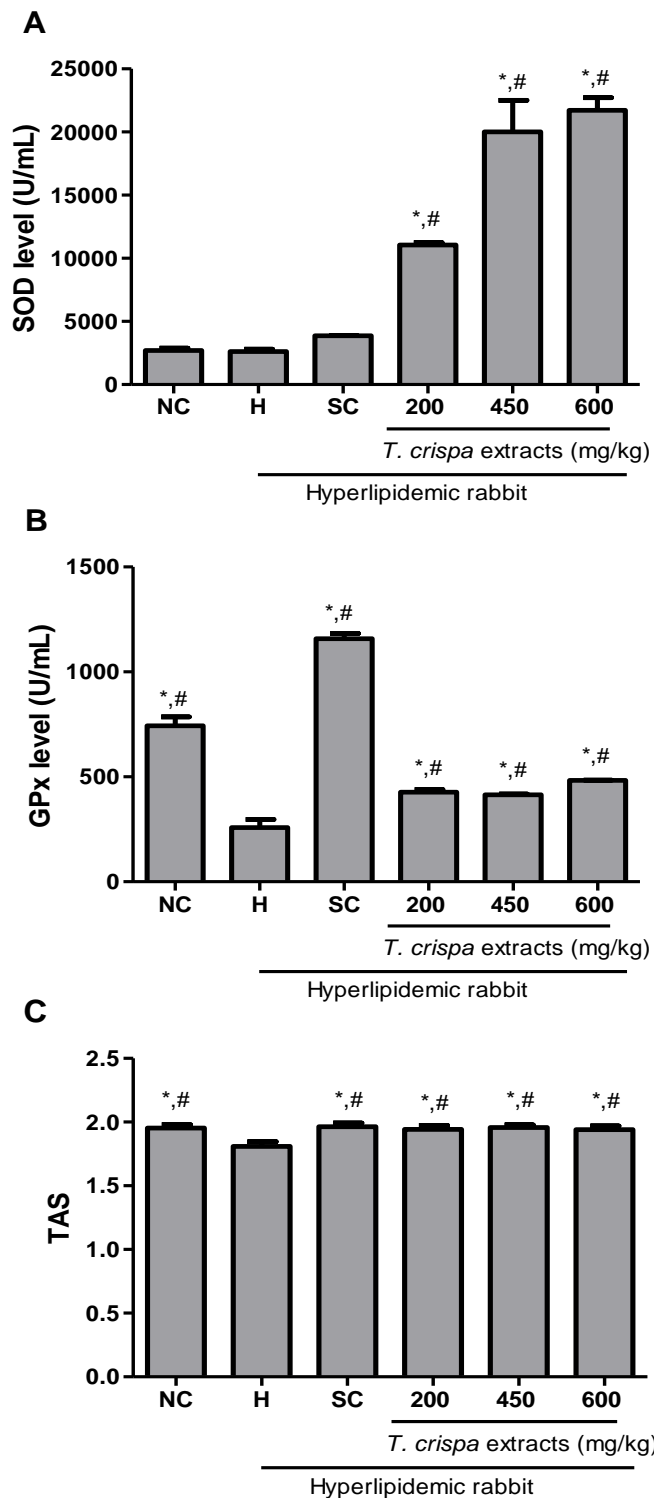 A
SOD level (U/mL)
25000
20000
15000
10000
5000
0
*,#
*,#
*,#
NC H SC 200 450 600
T. crispa extracts (mg/kg)
Hyperlipidemic rabbit
B
GPx level (U/mL)
1500
1000
500
0
*,#
*,#
*,#
*,#
*,#
NC H SC 200 450 600
T. crispa extracts (mg/kg)
Hyperlipidemic rabbit
C
TAS
2.5
2.0
1.5
1.0
0.5
0.0
*,#
*,#
*,#
*,#
*,#
NC H SC 200 450 600
T. crispa extracts (mg/kg)
Hyperlipidemic rabbit